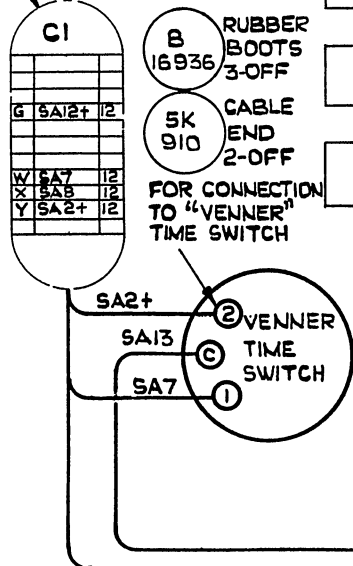 C1
G SA12+ 12
W SA7 12
X SA8 12
Y SA2+ 12
B
16936
RUBBER
BOOTS
3-OFF
5K
910
CABLE
END
2-OFF
FOR CONNECTION
TO "VENNER"
TIME SWITCH
SA2+
SA13
SA7
2
C
1
VENNER
TIME
SWITCH